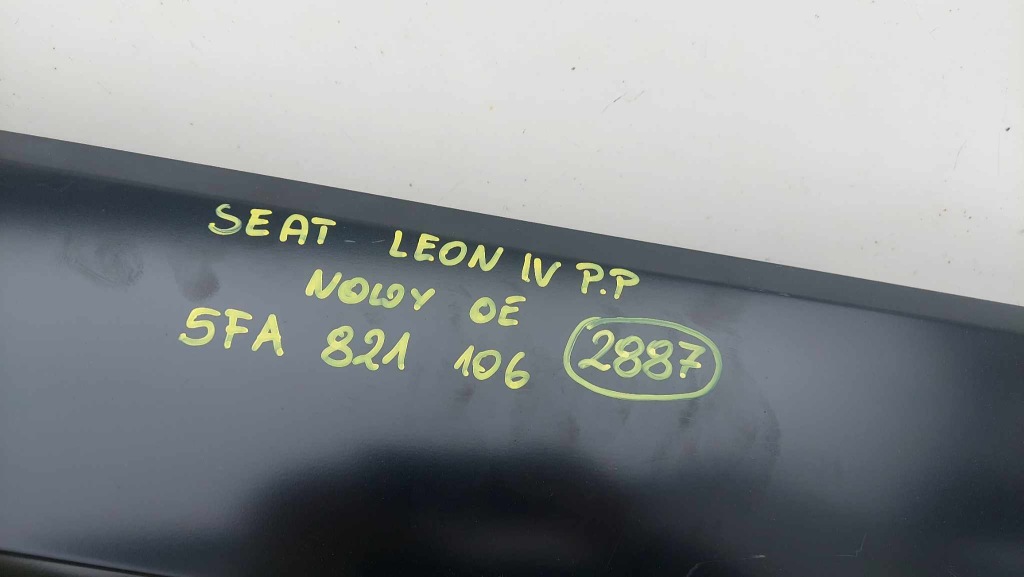 SEAT LEON IV P.P
NOWY OE
5FA 821 106 2887